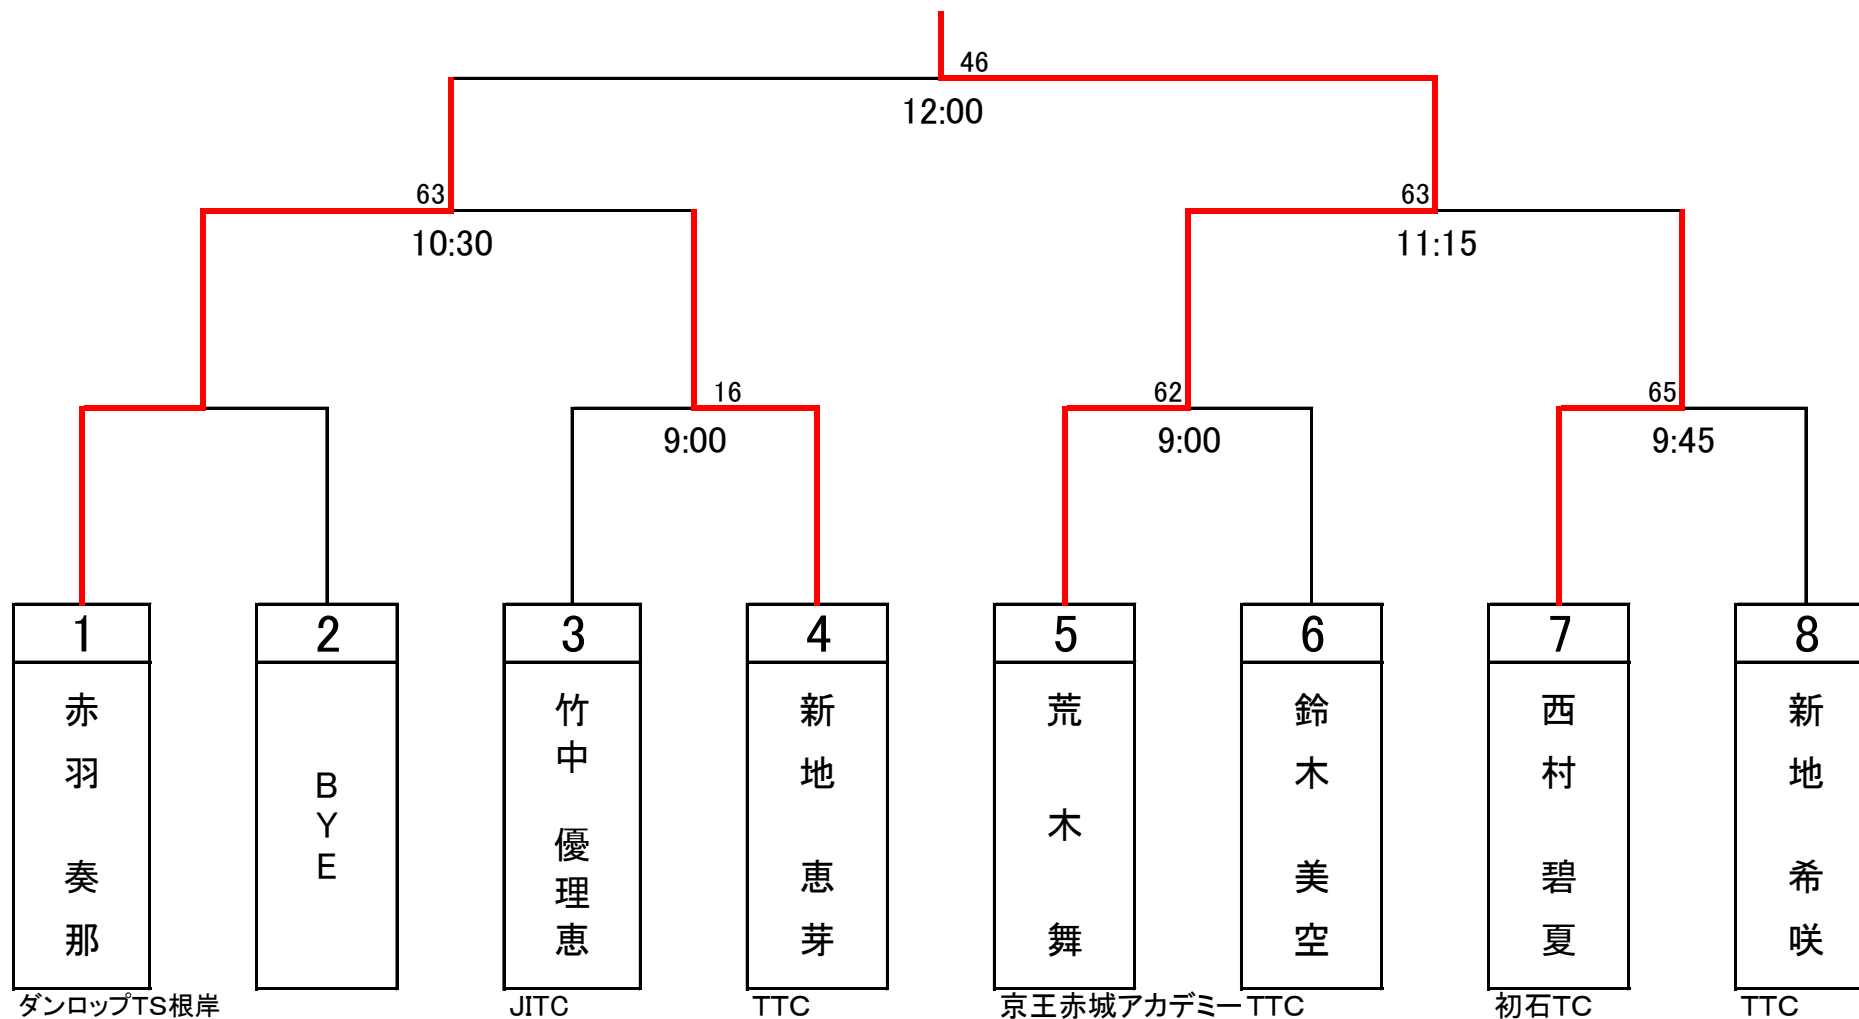 46
12:00
63
63
10:30
11:15
16
62
65
9:00
9:00
9:45
1
2
3
4
5
6
7
8
赤羽 奏那
BYE
竹中 優理恵
新地 恵芽
荒木 舞
鈴木 美空
西村 碧夏
新地 希咲
ダンロップTS根岸
JITC
TTC
京王赤城アカデミー
TTC
初石TC
TTC